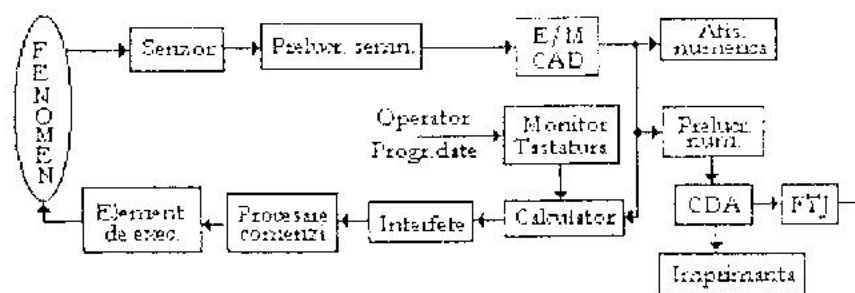 FENOMEN
Senzor
Prelucr. semn.
E/M
CAD
Afis.
numerica
Operator
Progr.date
Monitor
Tastatura
Prelucr.
num.
Element
de exec.
Procesare
comenzi
Interfete
Calculator
CDA
FTJ
Imprimanta